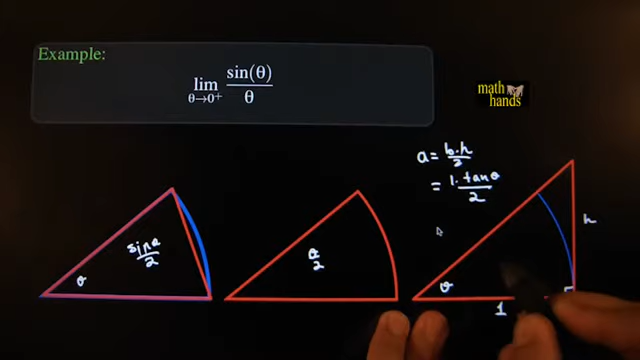 Example:
lim sin(θ)/θ
θ→0⁺
math
hands
a = b·h/2
= 1·tanθ/2
sinθ/2
θ
θ/2
θ
h
1